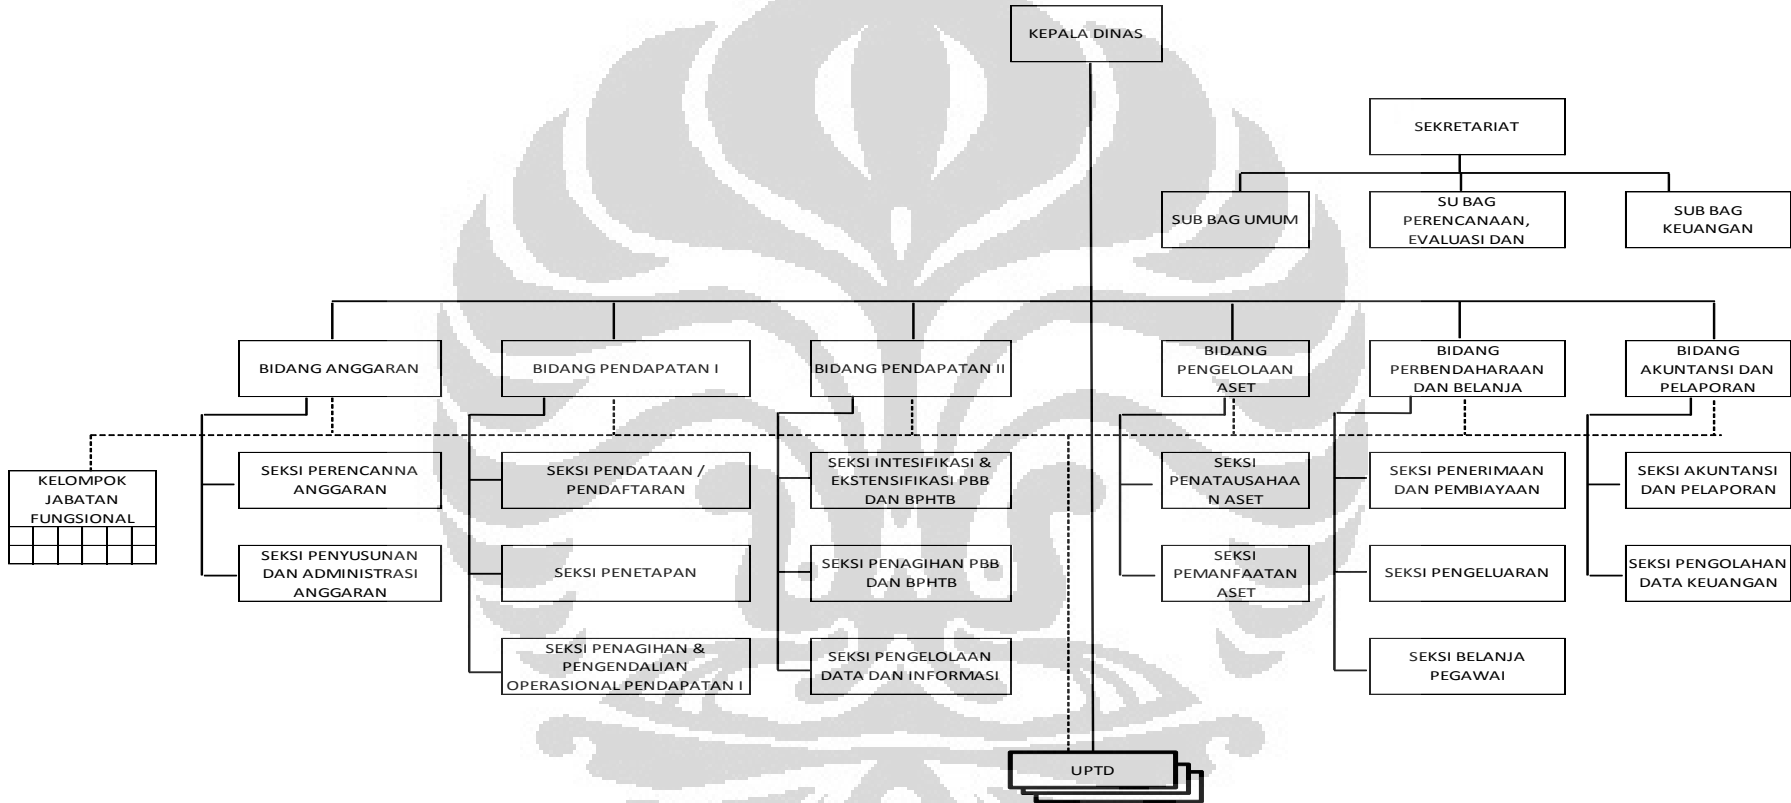 KEPALA DINAS
SEKRETARIAT
SUB BAG UMUM
SU BAG
PERENCANAAN,
EVALUASI DAN
SUB BAG
KEUANGAN
BIDANG ANGGARAN
BIDANG PENDAPATAN I
BIDANG PENDAPATAN II
BIDANG
PENGELOLAAN
ASET
BIDANG
PERBENDAHARAAN
DAN BELANJA
BIDANG
AKUNTANSI DAN
PELAPORAN
KELOMPOK
JABATAN
FUNGSIONAL
SEKSI PERENCANNA
ANGGARAN
SEKSI PENDATAAN /
PENDAFTARAN
SEKSI INTESIFIKASI &
EKSTENSIFIKASI PBB
DAN BPHTB
SEKSI
PENATAUSAHAA
N ASET
SEKSI PENERIMAAN
DAN PEMBIAYAAN
SEKSI AKUNTANSI
DAN PELAPORAN
SEKSI PENYUSUNAN
DAN ADMINISTRASI
ANGGARAN
SEKSI PENETAPAN
SEKSI PENAGIHAN PBB
DAN BPHTB
SEKSI
PEMANFAATAN
ASET
SEKSI PENGELUARAN
SEKSI PENGOLAHAN
DATA KEUANGAN
SEKSI PENAGIHAN &
PENGENDALIAN
OPERASIONAL PENDAPATAN I
SEKSI PENGELOLAAN
DATA DAN INFORMASI
SEKSI BELANJA
PEGAWAI
UPTD